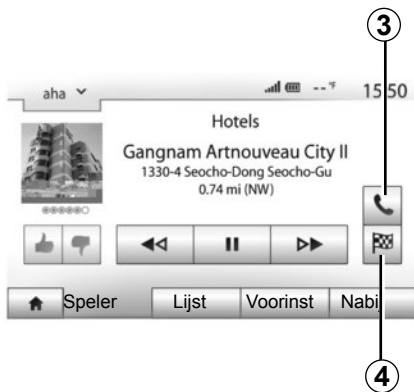 3
aha
-- °F
15:50
Hotels
Gangnam Artnouveau City II
1330-4 Seocho-Dong Seocho-Gu
0.74 mi (NW)
Speler Lijst Voorinst Nabij
4